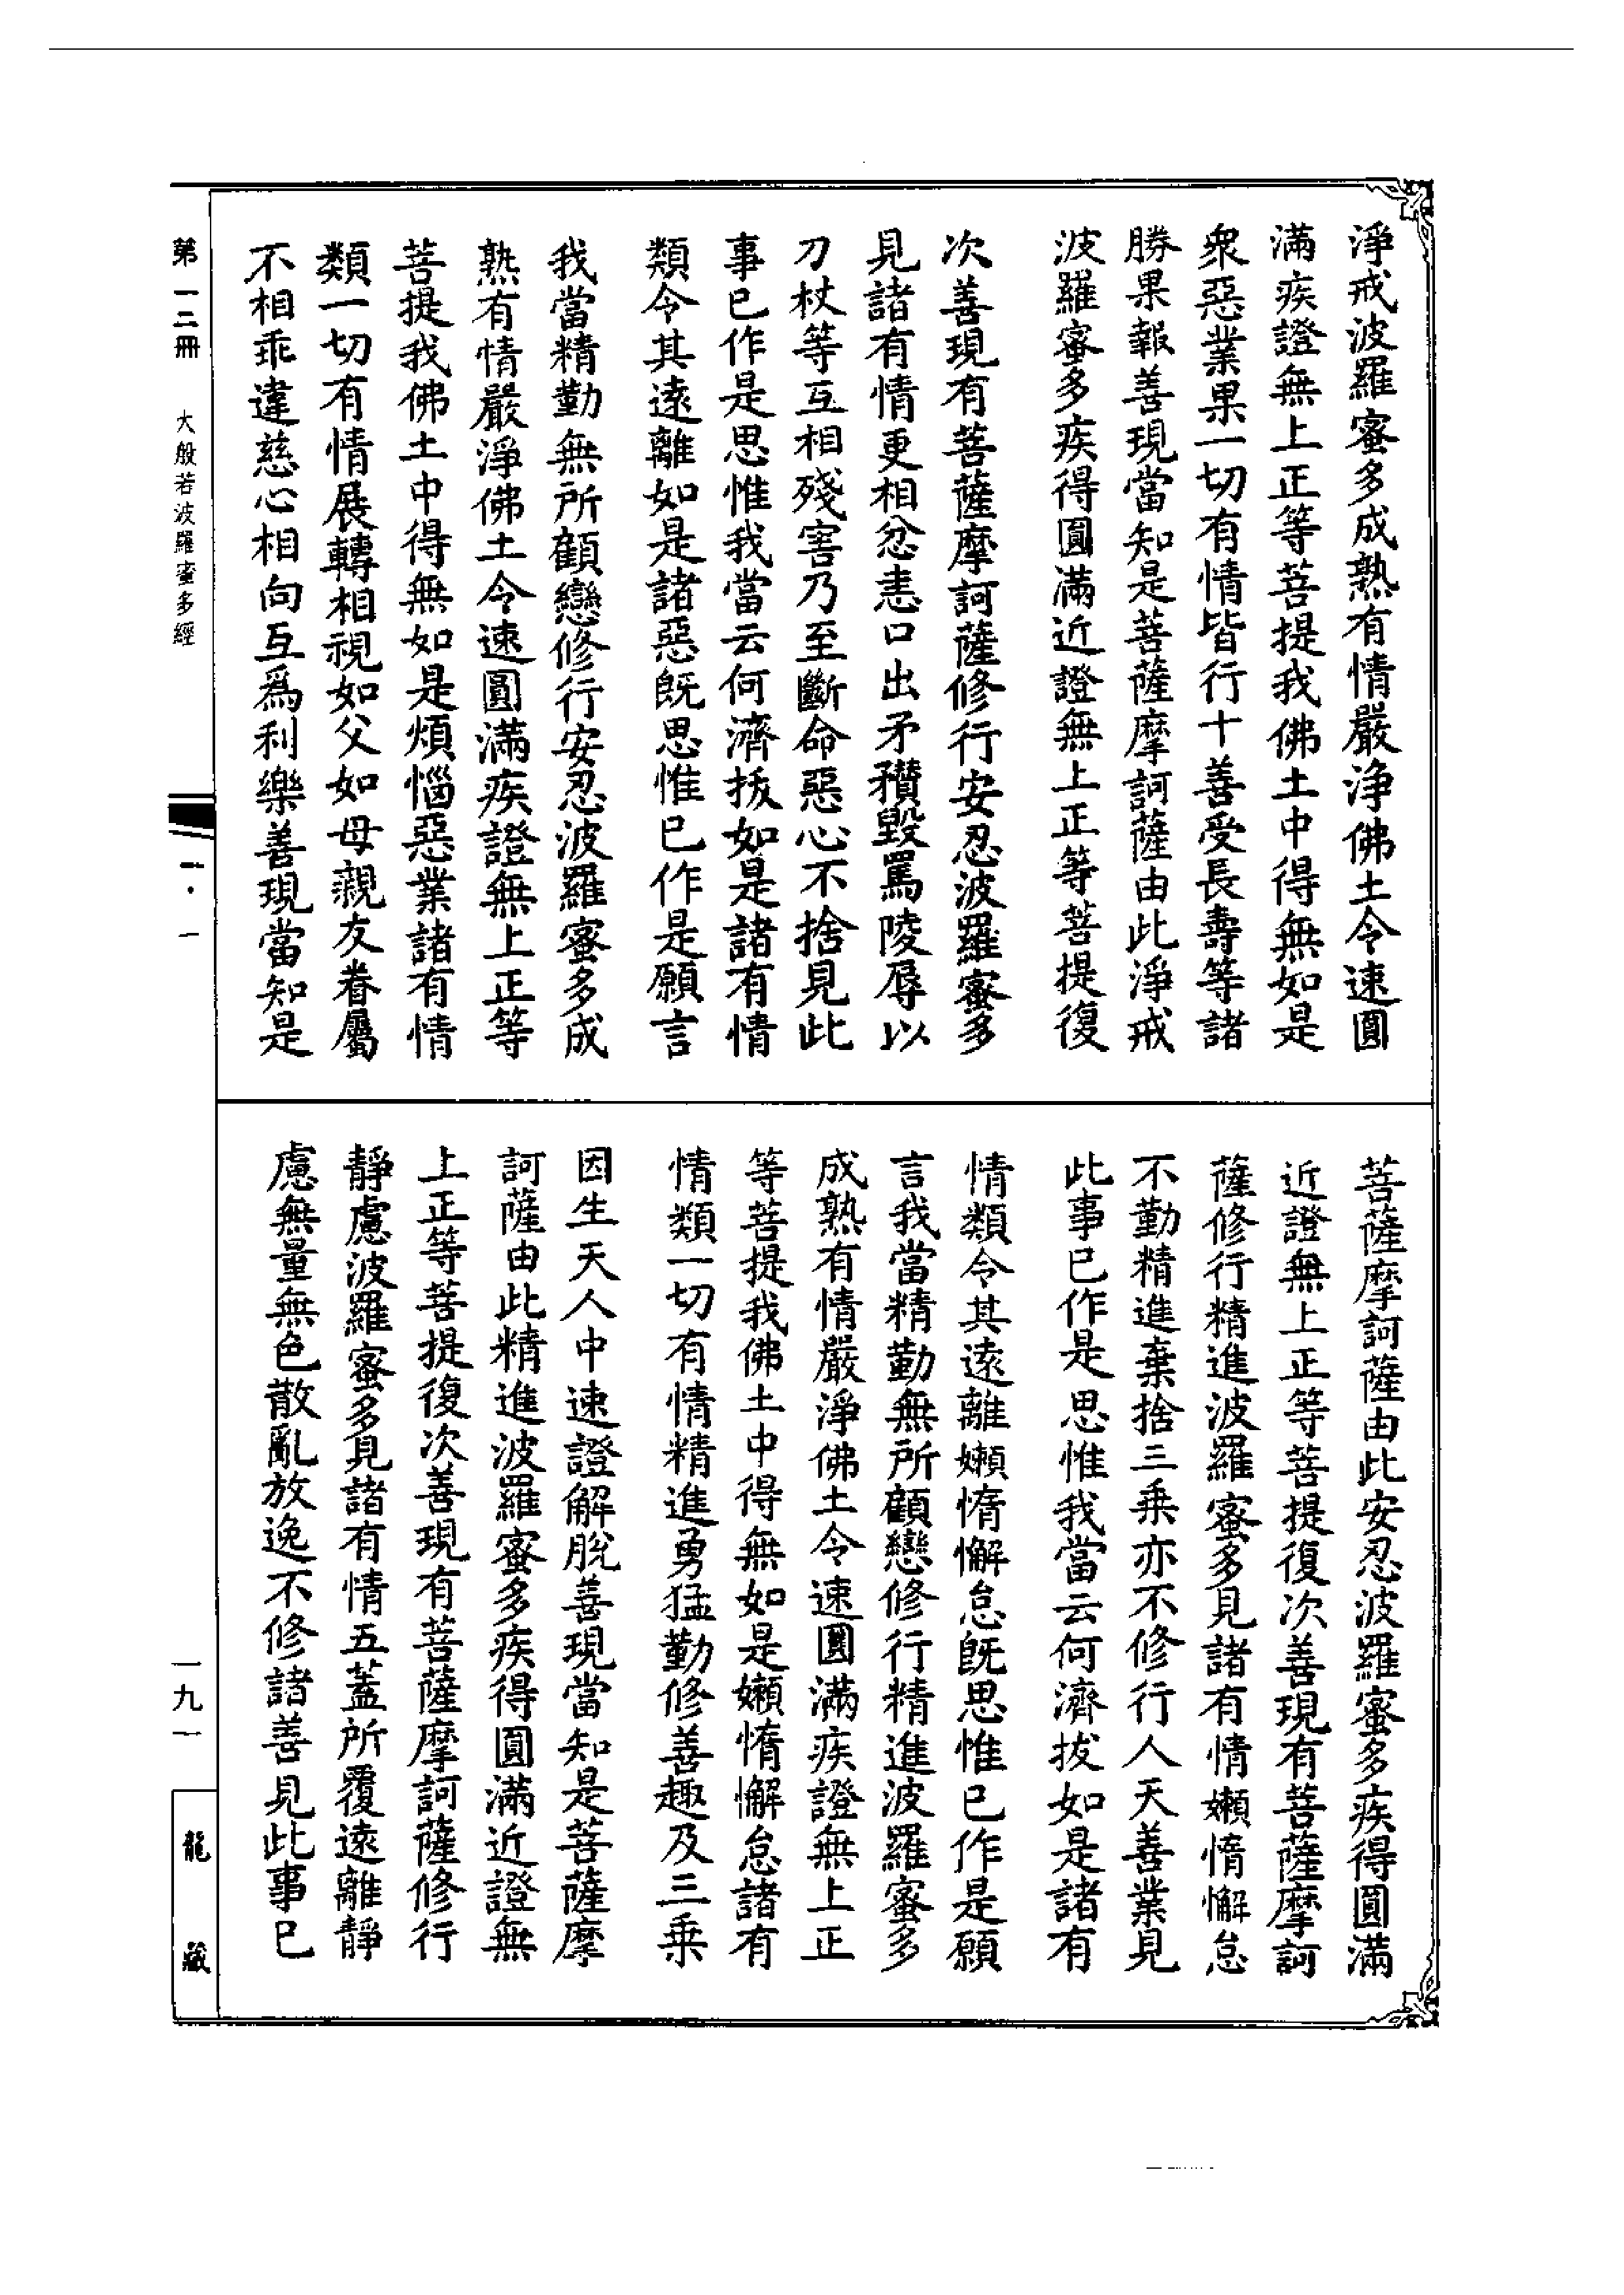 淨戒波羅蜜多成熟有情嚴淨佛土令速圓
滿疾證無上正等菩提我佛土中得無如是
衆惡業果一切有情皆行十善受長壽等諸
勝果報善現當知是菩薩摩訶薩由此淨戒
波羅蜜多疾得圓滿近證無上正等菩提復
次善現有菩薩摩訶薩修行安忍波羅蜜多
見諸有情更相忿恚口出矛䂎毀罵陵辱以
刀杖等互相殘害乃至斷命惡心不捨見此
事已作是思惟我當云何濟拔如是諸有情
類令其遠離如是諸惡旣思惟已作是願言
我當精勤無所顧戀修行安忍波羅蜜多成
熟有情嚴淨佛土令速圓滿疾證無上正等
菩提我佛土中得無如是煩惱惡業諸有情
類一切有情展轉相視如父如母親友眷屬
不相乖違慈心相向互爲利樂善現當知是
菩薩摩訶薩由此安忍波羅蜜多疾得圓滿
近證無上正等菩提復次善現有菩薩摩訶
薩修行精進波羅蜜多見諸有情嬾惰懈怠
不勤精進棄捨三乘亦不修行人天善業見
此事已作是思惟我當云何濟拔如是諸有
情類令其遠離嬾惰懈怠旣思惟已作是願
言我當精勤無所顧戀修行精進波羅蜜多
成熟有情嚴淨佛土令速圓滿疾證無上正
等菩提我佛土中得無如是嬾惰懈怠諸有
情類一切有情精進勇猛勤修善趣及三乘
因生天人中速證解脫善現當知是菩薩摩
訶薩由此精進波羅蜜多疾得圓滿近證無
上正等菩提復次善現有菩薩摩訶薩修行
靜慮波羅蜜多見諸有情五蓋所覆遠離靜
慮無量無色散亂放逸不修諸善見此事已
第一二冊 大般若波羅蜜多經
一·一
一九一
龍藏